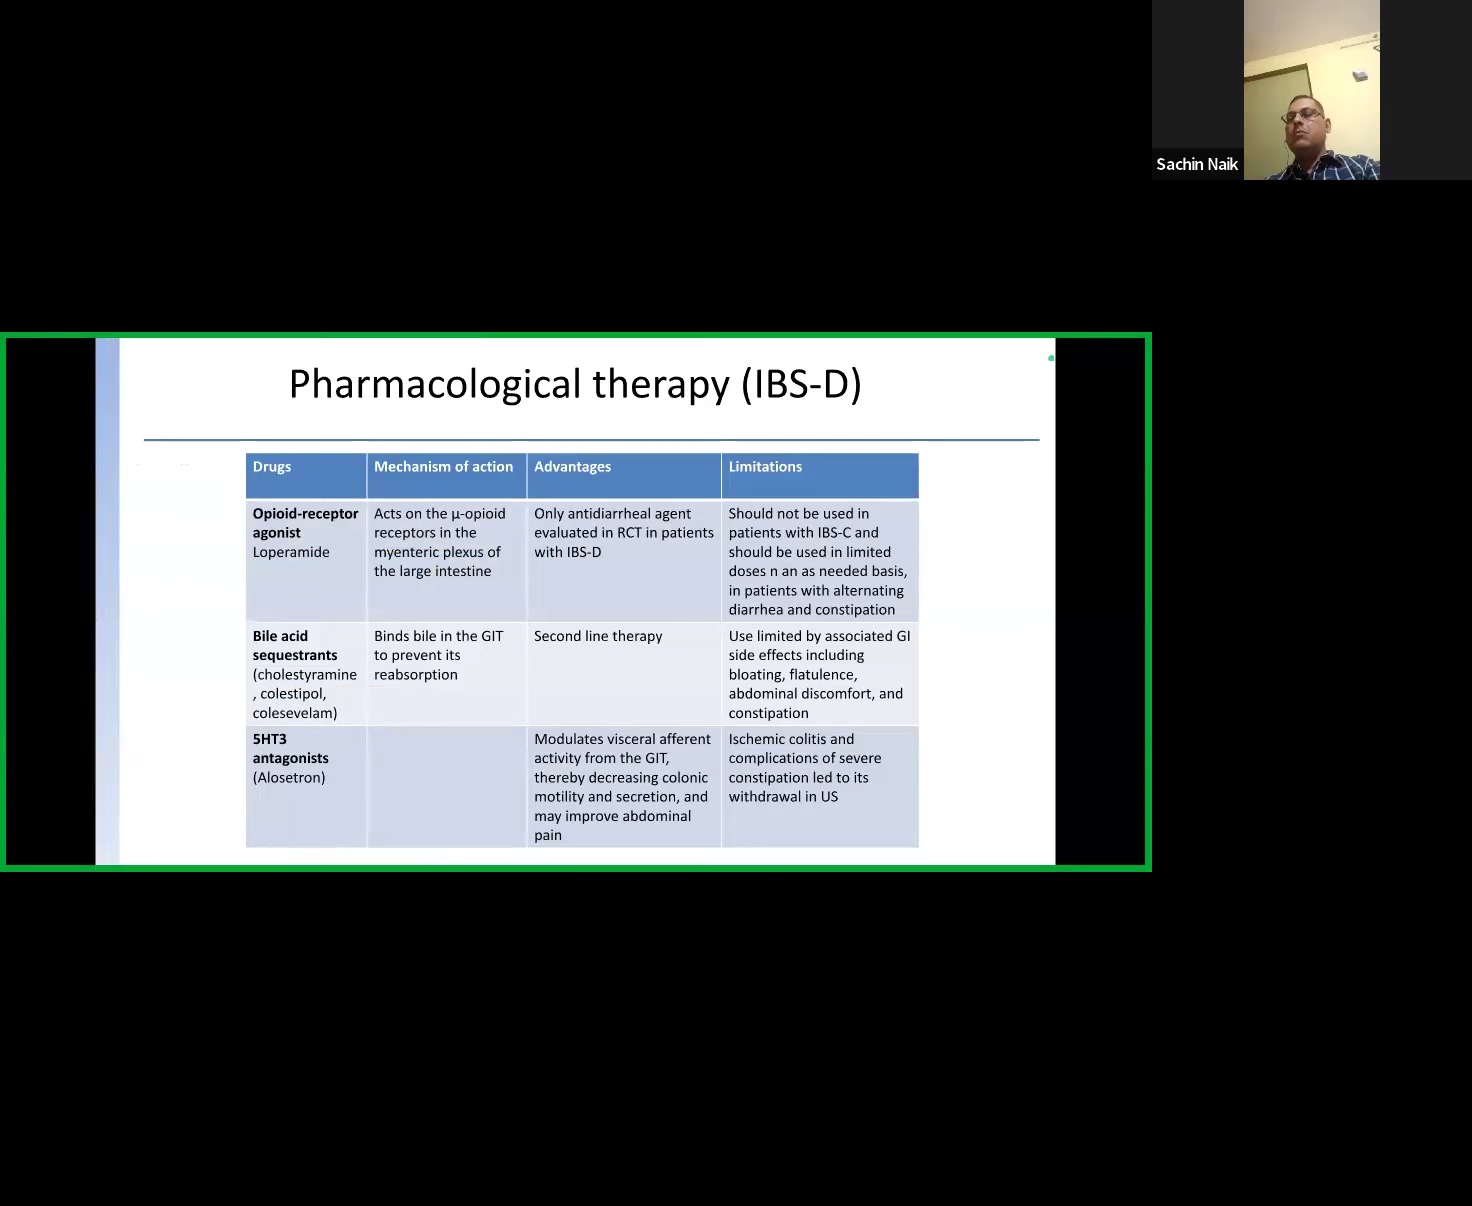 Sachin Naik
Pharmacological therapy (IBS-D)
Drugs
Mechanism of action
Advantages
Limitations
Opioid-receptor
agonist
Loperamide
Acts on the µ-opioid
receptors in the
myenteric plexus of
the large intestine
Only antidiarrheal agent
evaluated in RCT in patients
with IBS-D
Should not be used in
patients with IBS-C and
should be used in limited
doses n an as needed basis,
in patients with alternating
diarrhea and constipation
Bile acid
sequestrants
(cholestyramine
, colestipol,
colesevelam)
Binds bile in the GIT
to prevent its
reabsorption
Second line therapy
Use limited by associated GI
side effects including
bloating, flatulence,
abdominal discomfort, and
constipation
5HT3
antagonists
(Alosetron)
Modulates visceral afferent
activity from the GIT,
thereby decreasing colonic
motility and secretion, and
may improve abdominal
pain
Ischemic colitis and
complications of severe
constipation led to its
withdrawal in US